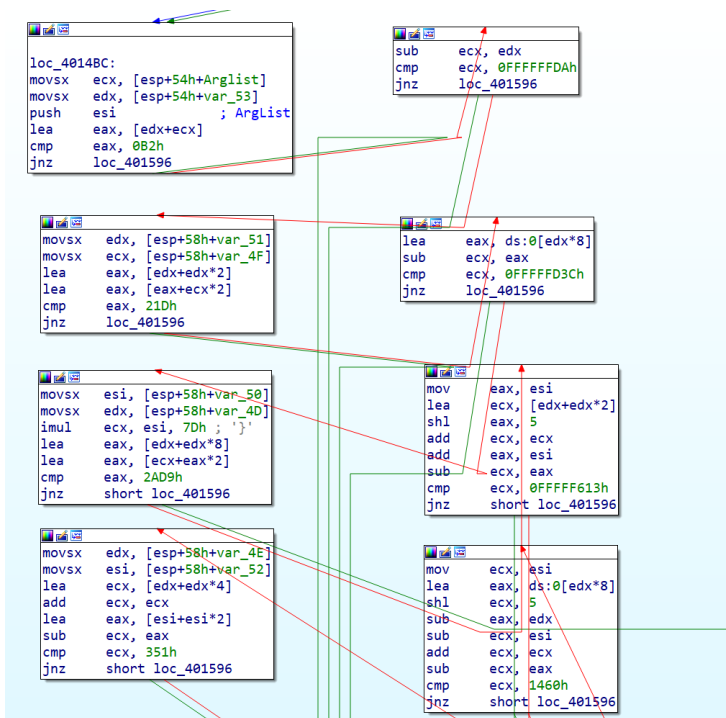 loc_4014BC:
movsx ecx, [esp+54h+Arglist]
movsx edx, [esp+54h+var_53]
push esi ; ArgList
lea eax, [edx+ecx]
cmp eax, 0B2h
jnz loc_401596
sub ecx, edx
cmp ecx, 0FFFFFFDAh
jnz loc_401596
movsx edx, [esp+58h+var_51]
movsx ecx, [esp+58h+var_4F]
lea eax, [edx+edx*2]
lea eax, [eax+ecx*2]
cmp eax, 21Dh
jnz loc_401596
lea eax, ds:0[edx*8]
sub ecx, eax
cmp ecx, 0FFFFFD3Ch
jnz loc_401596
movsx esi, [esp+58h+var_50]
movsx edx, [esp+58h+var_4D]
imul ecx, esi, 7Dh ; '}'
lea eax, [edx+edx*8]
lea eax, [ecx+eax*2]
cmp eax, 2AD9h
jnz short loc_401596
mov eax, esi
lea ecx, [edx+edx*2]
shl eax, 5
add ecx, ecx
add eax, esi
sub ecx, eax
cmp ecx, 0FFFFF613h
jnz short loc_401596
movsx edx, [esp+58h+var_4E]
movsx esi, [esp+58h+var_52]
lea ecx, [edx+edx*4]
add ecx, ecx
lea eax, [esi+esi*2]
sub ecx, eax
cmp ecx, 351h
jnz short loc_401596
mov ecx, esi
lea eax, ds:0[edx*8]
shl ecx, 5
sub eax, edx
sub ecx, esi
add ecx, ecx
sub ecx, eax
cmp ecx, 1460h
jnz short loc_401596